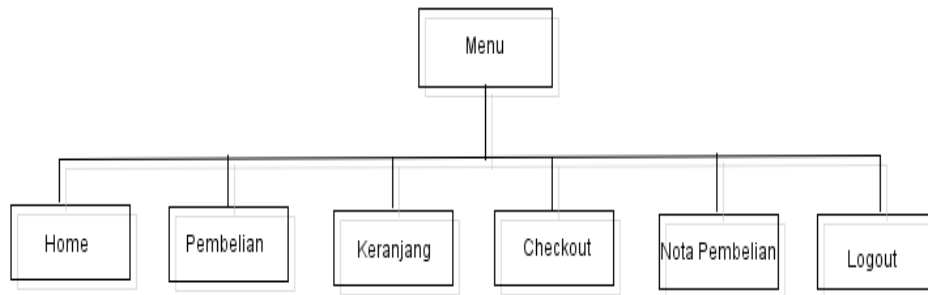 Menu
Home
Pembelian
Keranjang
Checkout
Nota Pembelian
Logout